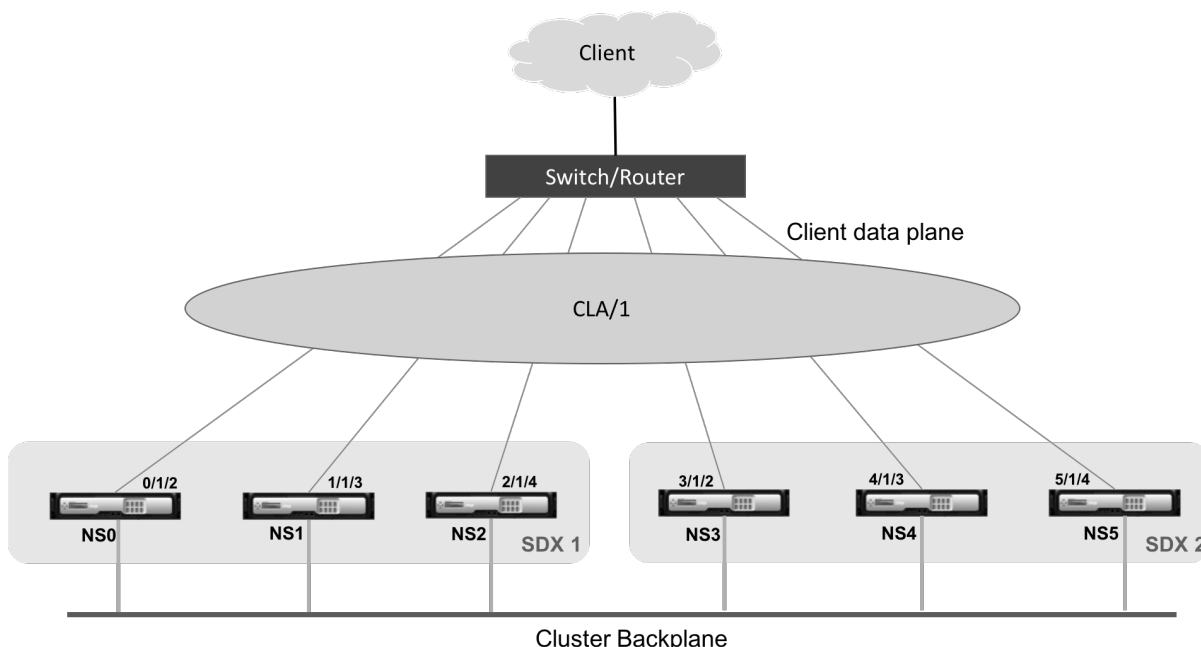 Client
Switch/Router
Client data plane
CLA/1
0/1/2
1/1/3
2/1/4
3/1/2
4/1/3
5/1/4
NS0
NS1
NS2
SDX 1
NS3
NS4
NS5
SDX 2
Cluster Backplane